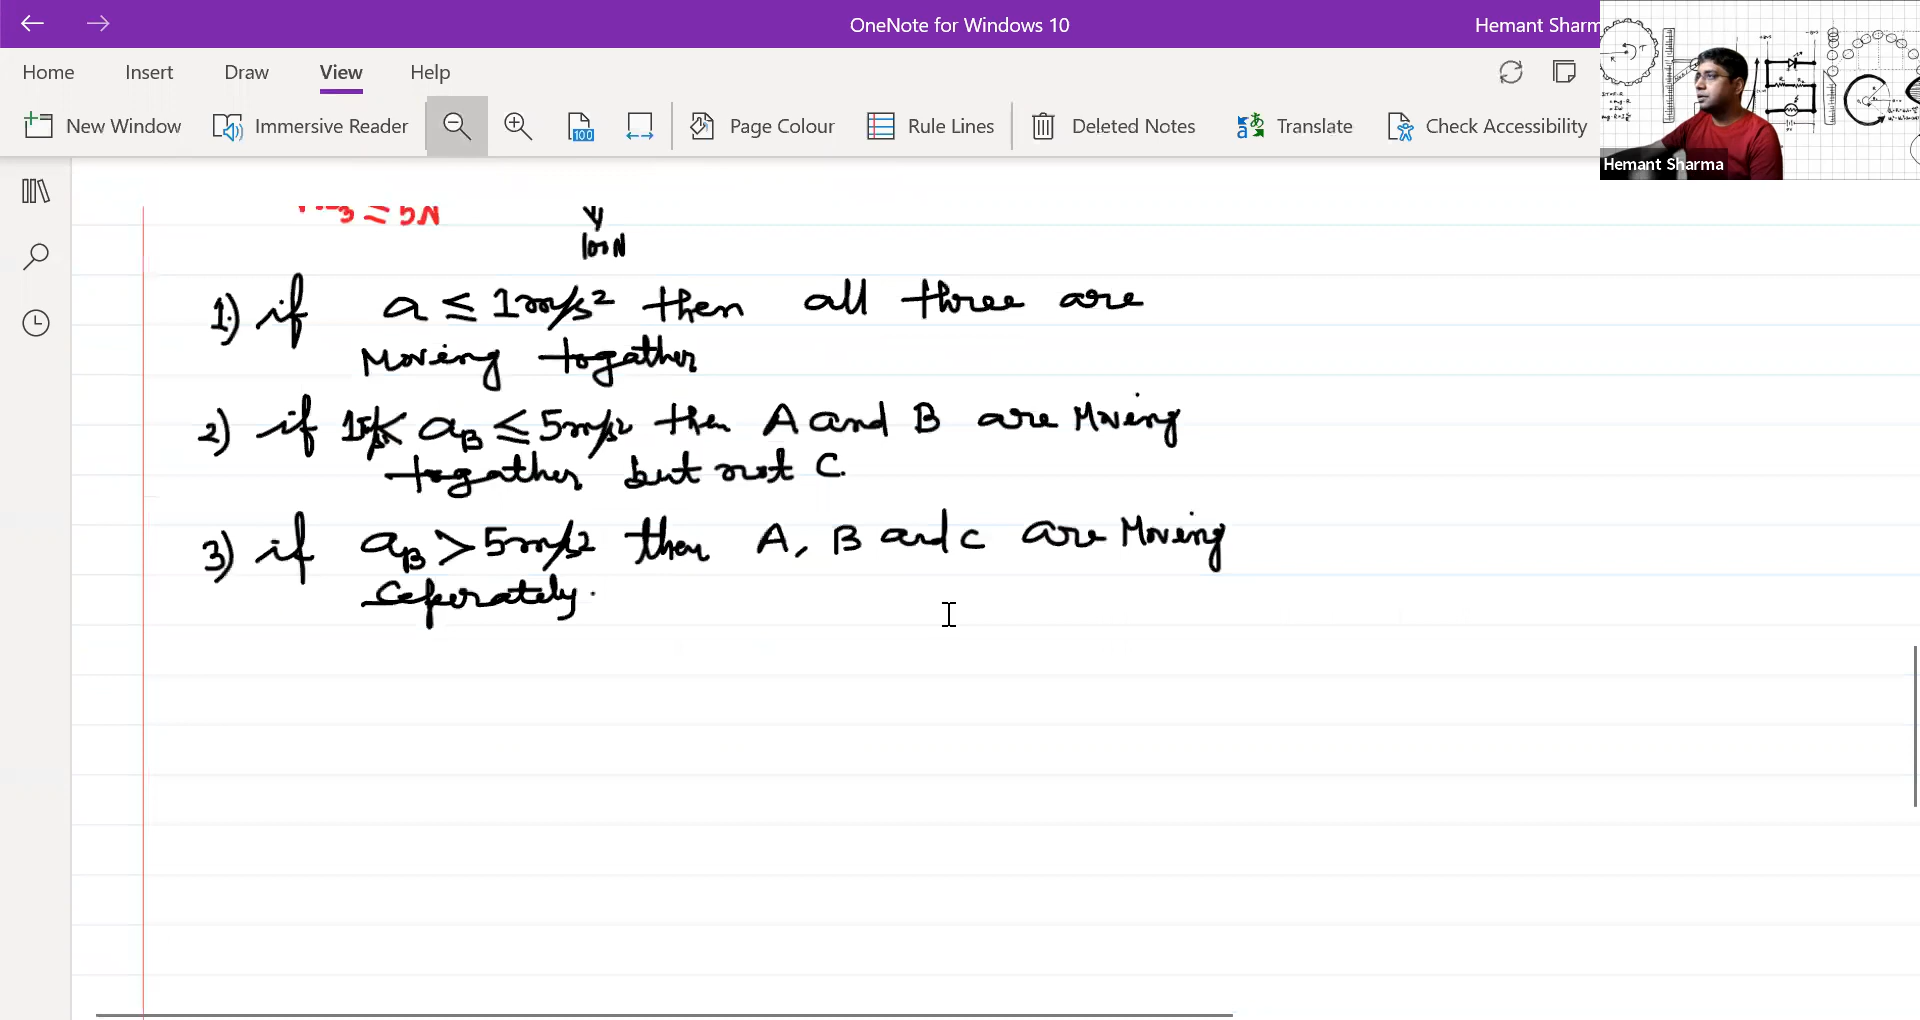 OneNote for Windows 10
Hemant Sharm
Home Insert Draw View Help
New Window Immersive Reader 100 Page Colour Rule Lines Deleted Notes Translate Check Accessibility
Hemant Sharma
≤ 5N
100N
1.) if a ≤ 1m/s² then all three are
Moving togather
2) if < aB ≤ 5m/s² then A and B are Moving
togather but not C.
3) if aB > 5m/s² then A, B and C are Moving
Seperately.